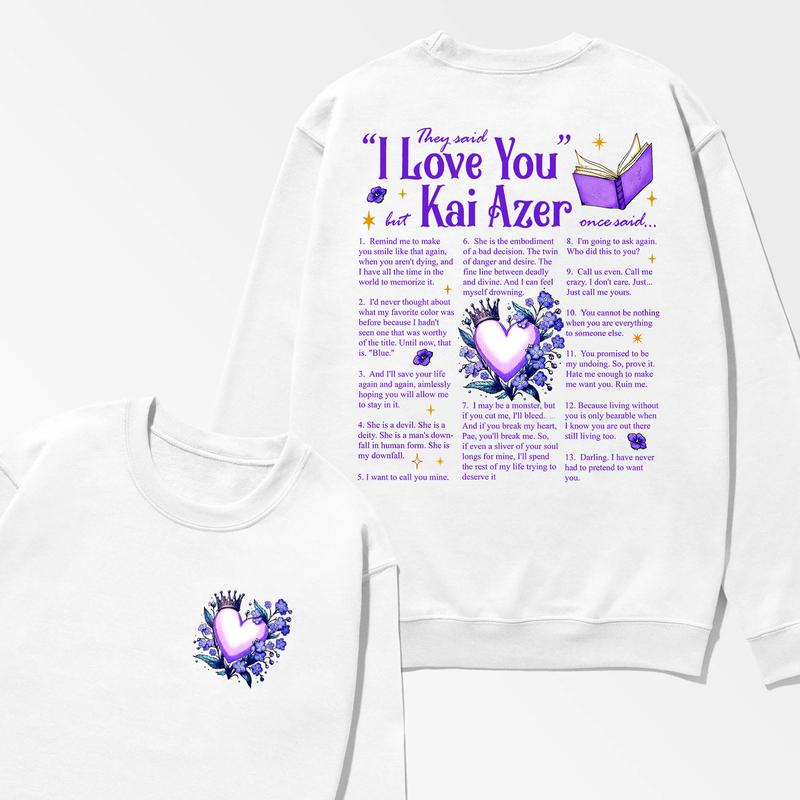 They said
“I Love You”
but Kai Azer once said...
1. Remind me to make
you smile like that again,
when you aren't dying, and
I have all the time in the
world to memorize it.
2. I'd never thought about
what my favorite color was
before because I hadn't
seen one that was worthy
of the title. Until now, that
is. "Blue."
3. And I'll save your life
again and again, aimlessly
hoping you will allow me
to stay in it.
4. She is a devil. She is a
deity. She is a man's down-
fall in human form. She is
my downfall.
5. I want to call you mine.
6. She is the embodiment
of a bad decision. The twin
of danger and desire. The
fine line between deadly
and divine. And I can feel
myself drowning.
7. I may be a monster, but
if you cut me, I'll bleed.. ...
And if you break my heart,
Pae, you'll break me. So,
if even a sliver of your soul
longs for mine, I'll spend
the rest of my life trying to
deserve it
8. I'm going to ask again.
Who did this to you?
9. Call us even. Call me
crazy. I don't care. Just...
Just call me yours.
10. You cannot be nothing
when you are everything
to someone else.
11. You promised to be
my undoing. So, prove it.
Hate me enough to make
me want you. Ruin me.
12. Because living without
you is only bearable when
I know you are out there
still living too.
13. Darling. I have never
had to pretend to want
you.